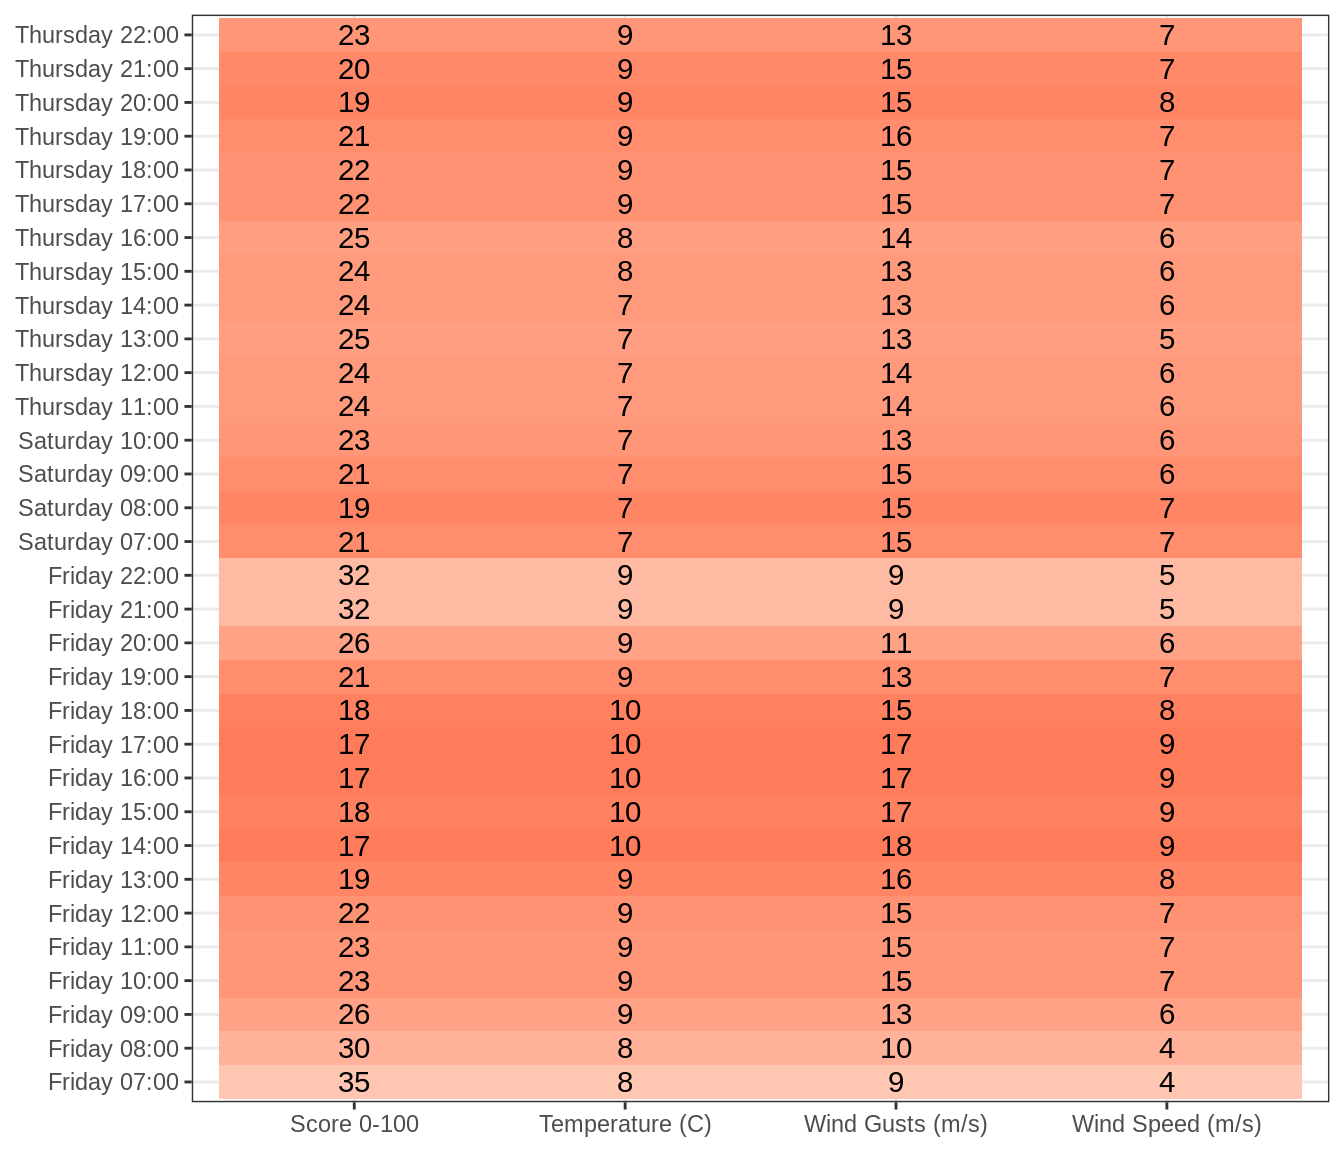 Thursday 22:00 23 9 13 7
Thursday 21:00 20 9 15 7
Thursday 20:00 19 9 15 8
Thursday 19:00 21 9 16 7
Thursday 18:00 22 9 15 7
Thursday 17:00 22 9 15 7
Thursday 16:00 25 8 14 6
Thursday 15:00 24 8 13 6
Thursday 14:00 24 7 13 6
Thursday 13:00 25 7 13 5
Thursday 12:00 24 7 14 6
Thursday 11:00 24 7 14 6
Saturday 10:00 23 7 13 6
Saturday 09:00 21 7 15 6
Saturday 08:00 19 7 15 7
Saturday 07:00 21 7 15 7
Friday 22:00 32 9 9 5
Friday 21:00 32 9 9 5
Friday 20:00 26 9 11 6
Friday 19:00 21 9 13 7
Friday 18:00 18 10 15 8
Friday 17:00 17 10 17 9
Friday 16:00 17 10 17 9
Friday 15:00 18 10 17 9
Friday 14:00 17 10 18 9
Friday 13:00 19 9 16 8
Friday 12:00 22 9 15 7
Friday 11:00 23 9 15 7
Friday 10:00 23 9 15 7
Friday 09:00 26 9 13 6
Friday 08:00 30 8 10 4
Friday 07:00 35 8 9 4
Score 0-100 Temperature (C) Wind Gusts (m/s) Wind Speed (m/s)